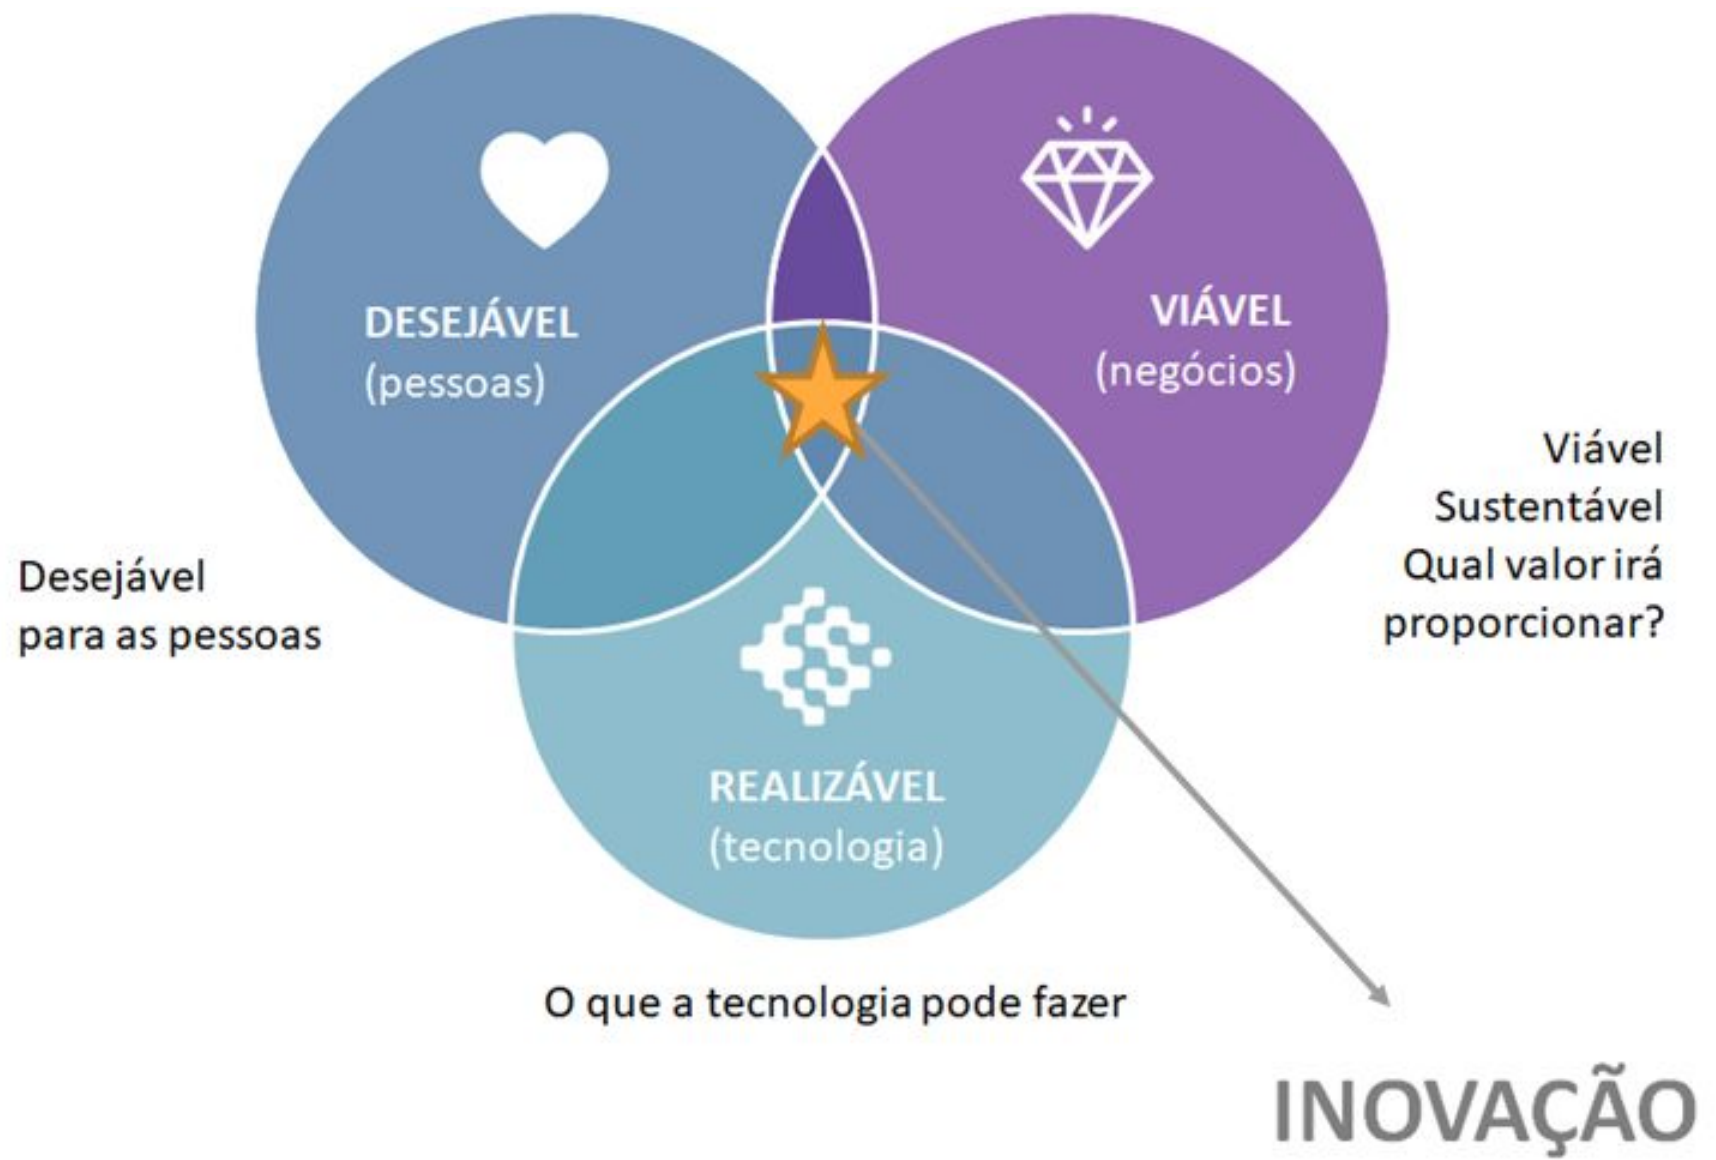 DESEJÁVEL
(pessoas)
VIÁVEL
(negócios)
Desejável
para as pessoas
Viável
Sustentável
Qual valor irá
proporcionar?
REALIZÁVEL
(tecnologia)
O que a tecnologia pode fazer
INOVAÇÃO